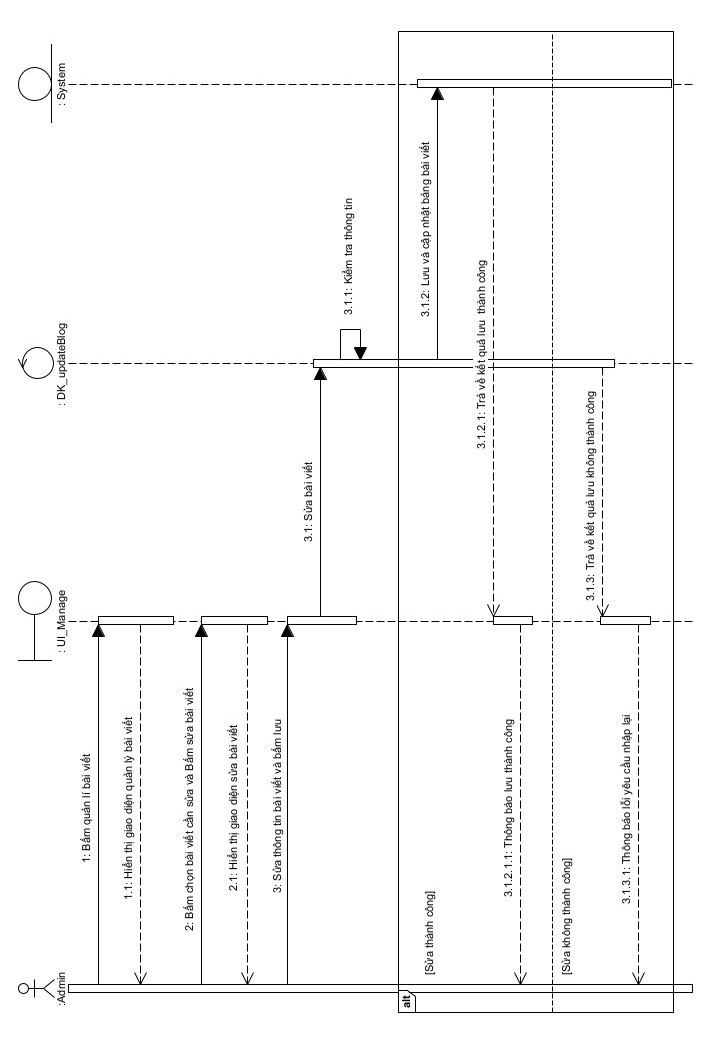 :Admin
: UI_Manage
: DK_updateBlog
: System
1: Bấm quản lí bài viết
1.1: Hiển thị giao diện quản lý bài viết
2: Bấm chọn bài viết cần sửa và Bấm sửa bài viết
2.1: Hiển thị giao diện sửa bài viết
3: Sửa thông tin bài viết và bấm lưu
3.1: Sửa bài viết
3.1.1: Kiểm tra thông tin
alt
[Sửa thành công]
3.1.2: Lưu và cập nhật bảng bài viết
3.1.2.1: Trả về kết quả lưu thành công
3.1.2.1.1: Thông báo lưu thành công
[Sửa không thành công]
3.1.3: Trả về kết quả lưu không thành công
3.1.3.1: Thông báo lỗi yêu cầu nhập lại